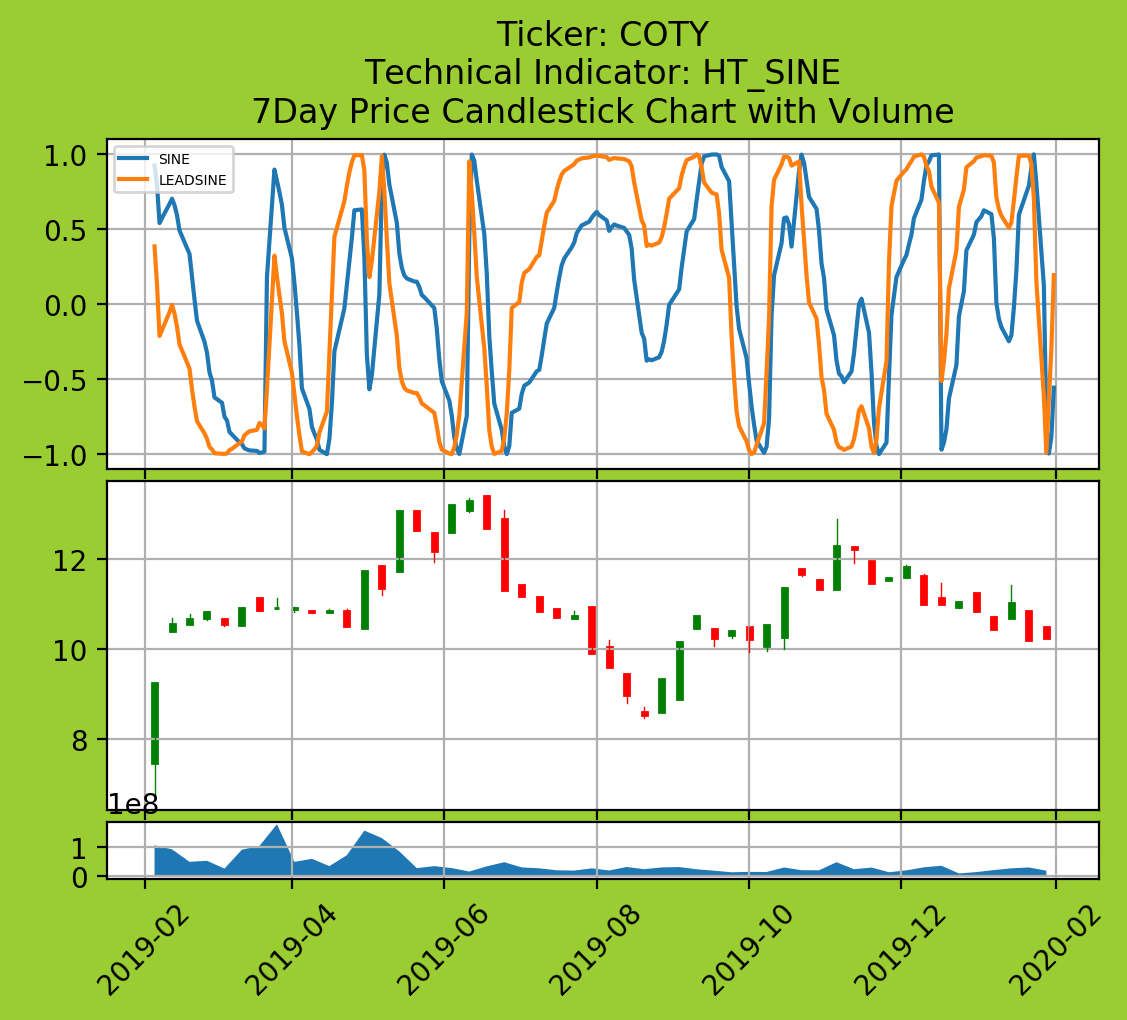 Ticker: COTY
Technical Indicator: HT_SINE
7Day Price Candlestick Chart with Volume
SINE
LEADSINE
1.0
0.5
0.0
−0.5
−1.0
12
10
8
1e8
1
0
2019-02
2019-04
2019-06
2019-08
2019-10
2019-12
2020-02